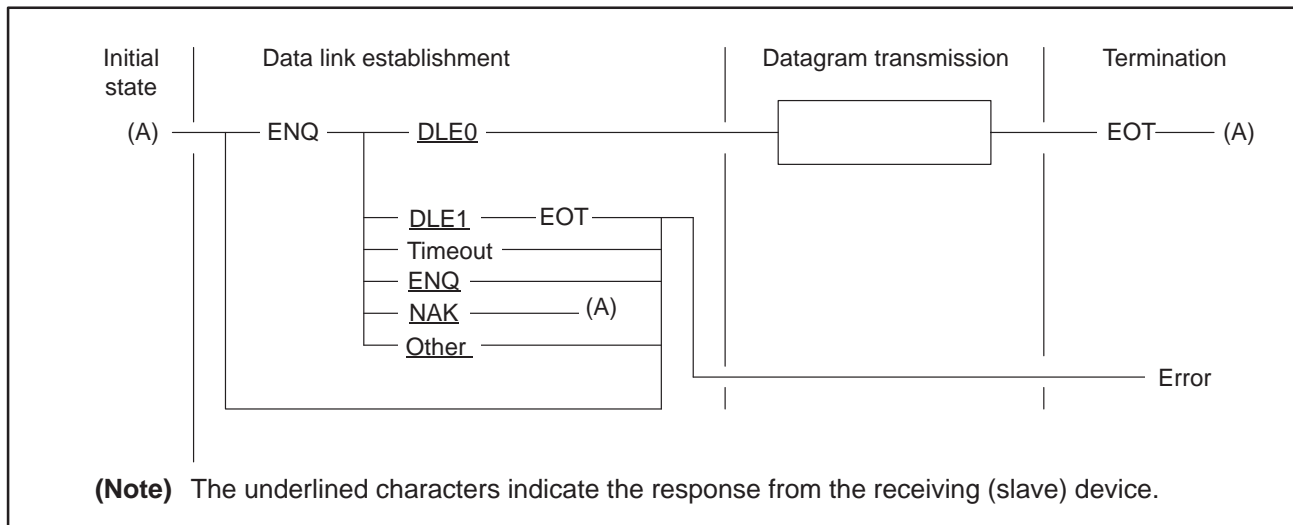 Initial state
Data link establishment
Datagram transmission
Termination
(A)
ENQ
DLE0
EOT
(A)
DLE1
EOT
Timeout
ENQ
NAK
(A)
Other
Error
(Note) The underlined characters indicate the response from the receiving (slave) device.